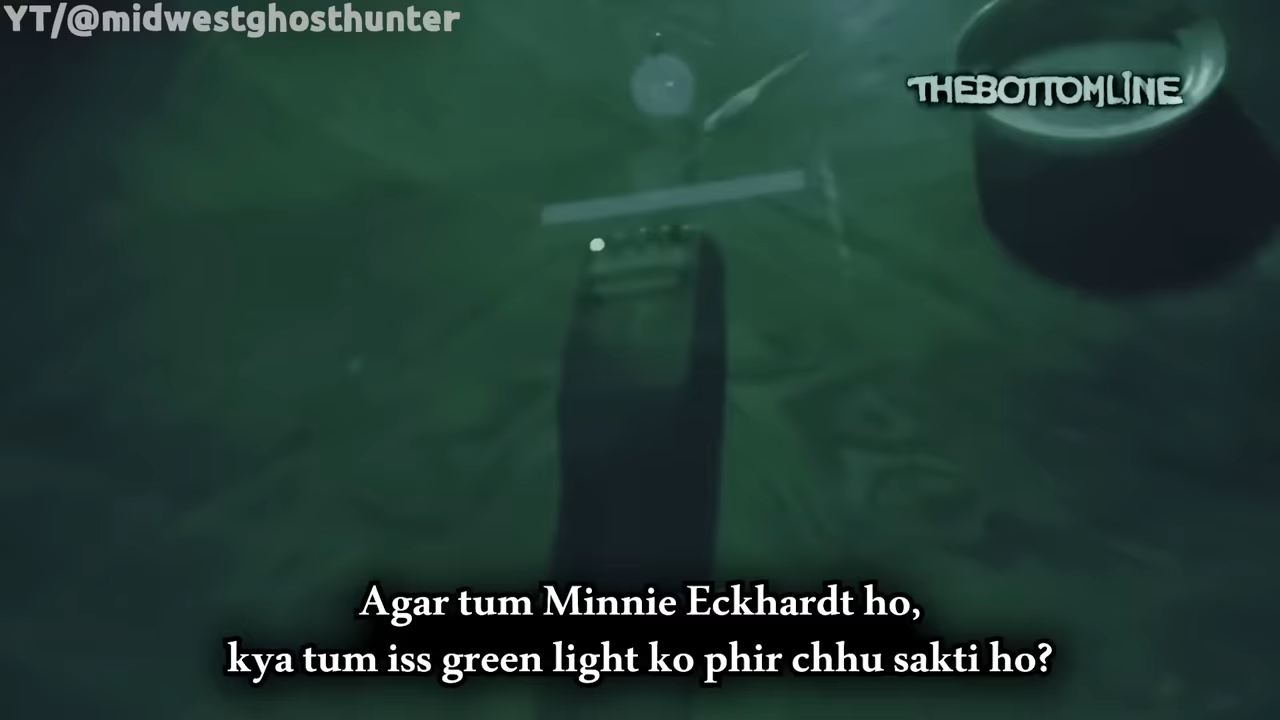 YT/@midwestghosthunter
THEBOTTOMLINE
Agar tum Minnie Eckhardt ho,
kya tum iss green light ko phir chhu sakti ho?